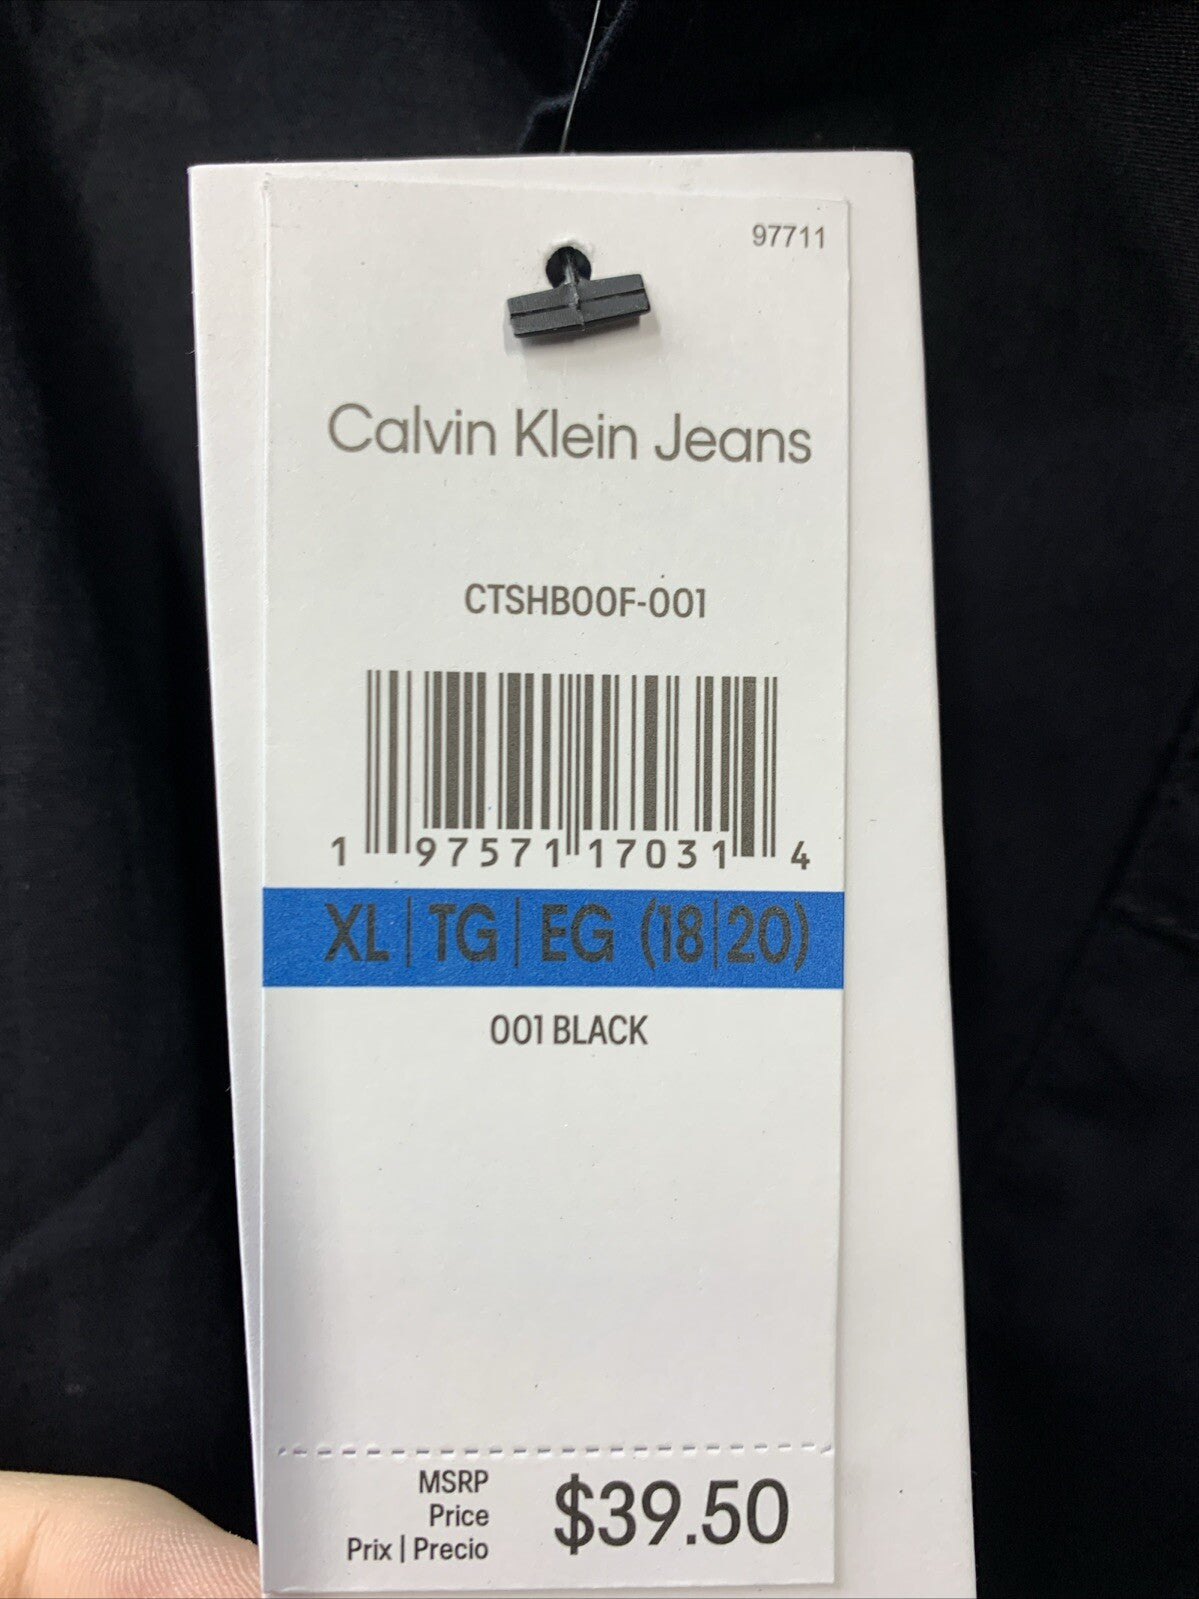 97711
Calvin Klein Jeans
CTSHB00F-001
1 97571 17031 4
XL | TG | EG (18|20)
001 BLACK
MSRP
Price
Prix | Precio
$39.50